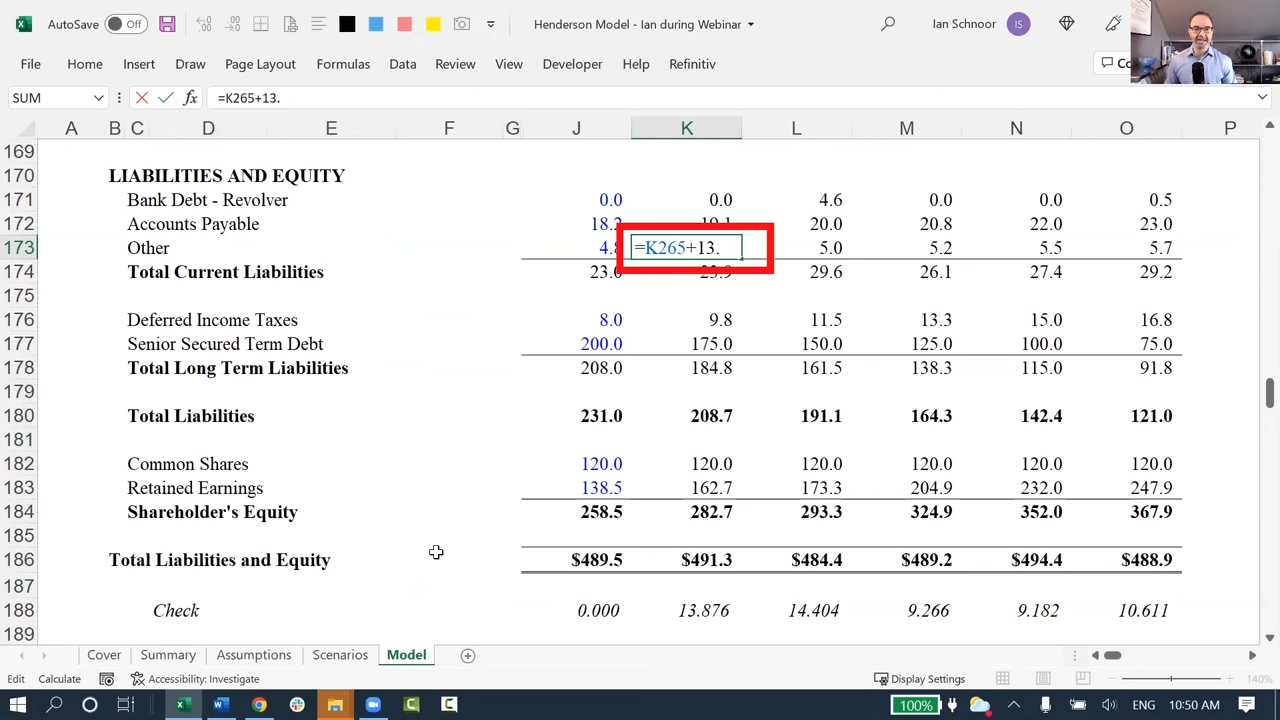 AutoSave Off Henderson Model - Ian during Webinar Ian Schnoor IS
File Home Insert Draw Page Layout Formulas Data Review View Developer Help Refinitiv
SUM fx =K265+13.
A B C D E F G J K L M N O P
169
170 LIABILITIES AND EQUITY
171 Bank Debt - Revolver 0.0 0.0 4.6 0.0 0.0 0.5
172 Accounts Payable 18.2 19.1 20.0 20.8 22.0 23.0
173 Other =K265+13. 5.0 5.2 5.5 5.7
174 Total Current Liabilities 23.0 23.9 29.6 26.1 27.4 29.2
175
176 Deferred Income Taxes 8.0 9.8 11.5 13.3 15.0 16.8
177 Senior Secured Term Debt 200.0 175.0 150.0 125.0 100.0 75.0
178 Total Long Term Liabilities 208.0 184.8 161.5 138.3 115.0 91.8
179
180 Total Liabilities 231.0 208.7 191.1 164.3 142.4 121.0
181
182 Common Shares 120.0 120.0 120.0 120.0 120.0 120.0
183 Retained Earnings 138.5 162.7 173.3 204.9 232.0 247.9
184 Shareholder's Equity 258.5 282.7 293.3 324.9 352.0 367.9
185
186 Total Liabilities and Equity $489.5 $491.3 $484.4 $489.2 $494.4 $488.9
187
188 Check 0.000 13.876 14.404 9.266 9.182 10.611
189
Cover Summary Assumptions Scenarios Model
Edit Calculate Accessibility: Investigate Display Settings 140%
100% ENG 10:50 AM